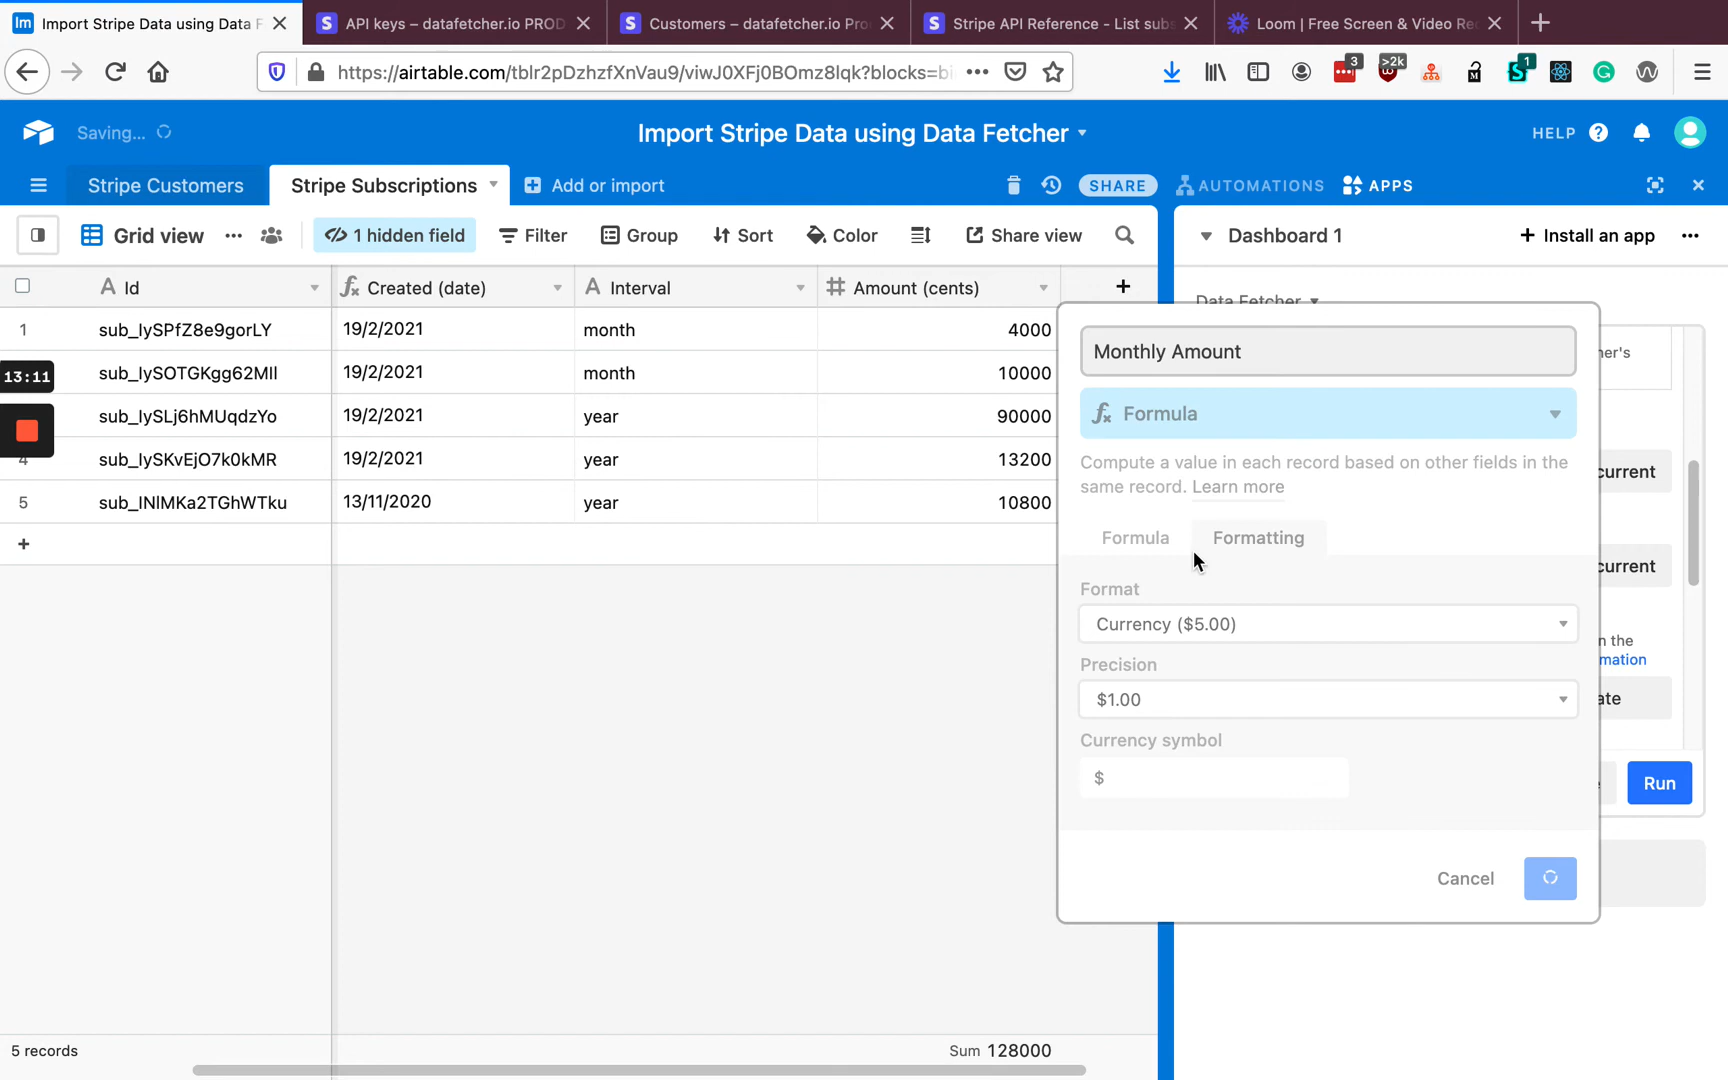 Import Stripe Data using Data F
API keys – datafetcher.io PROD
Customers – datafetcher.io Pro
Stripe API Reference - List subs
Loom | Free Screen & Video Re
https://airtable.com/tblr2pDzhzfXnVau9/viwJ0XFj0BOmz8lqk?blocks=bi
3
>2k
1
Saving...
Import Stripe Data using Data Fetcher
HELP
Stripe Customers
Stripe Subscriptions
Add or import
SHARE
AUTOMATIONS
APPS
Grid view
1 hidden field
Filter
Group
Sort
Color
Share view
Dashboard 1
Install an app
Id
Created (date)
Interval
Amount (cents)
Data Fetcher
1 sub_IySPfZ8e9gorLY 19/2/2021 month 4000
13:11 sub_IySOTGKgg62MIl 19/2/2021 month 10000
sub_IySLj6hMUqdzYo 19/2/2021 year 90000
4 sub_IySKvEjO7k0kMR 19/2/2021 year 13200
5 sub_INIMKa2TGhWTku 13/11/2020 year 10800
Monthly Amount
Formula
Compute a value in each record based on other fields in the
same record. Learn more
Formula
Formatting
Format
Currency ($5.00)
Precision
$1.00
Currency symbol
$
Cancel
ner's
current
current
n the
mation
ate
Run
5 records
Sum 128000